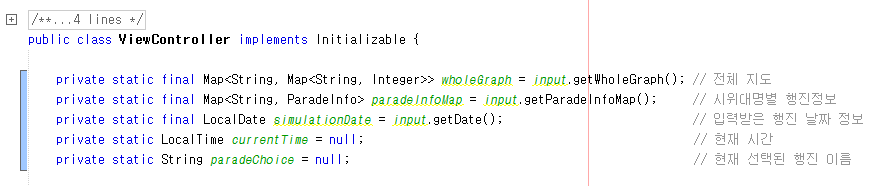 /**...4 lines */
public class ViewController implements Initializable {
private static final Map<String, Map<String, Integer>> wholeGraph = input.getWholeGraph(); // 전체 지도
private static final Map<String, ParadeInfo> paradeInfoMap = input.getParadeInfoMap(); // 시위대명별 행진정보
private static final LocalDate simulationDate = input.getDate(); // 입력받은 행진 날짜 정보
private static LocalTime currentTime = null; // 현재 시간
private static String paradeChoice = null; // 현재 선택된 행진 이름